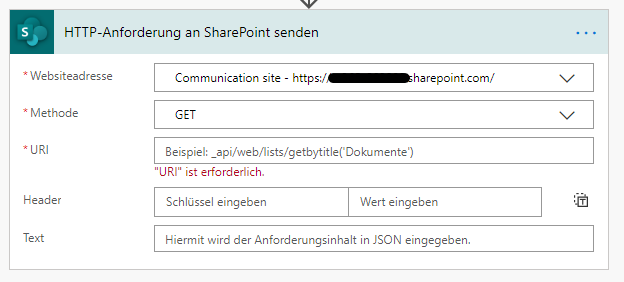 S
HTTP-Anforderung an SharePoint senden
* Websiteadresse
Communication site - https:// sharepoint.com/
* Methode
GET
* URI
Beispiel: _api/web/lists/getbytitle('Dokumente')
"URI" ist erforderlich.
Header
Schlüssel eingeben
Wert eingeben
T
Text
Hiermit wird der Anforderungsinhalt in JSON eingegeben.